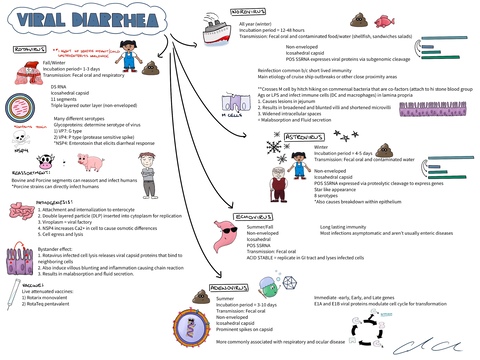 VIRAL DIARRHEA
ROTAVIRUS
Fall/Winter
Incubation period = 1-3 days
Transmission: Fecal oral and respiratory
DS RNA
Icosahedral capsid
11 segments
Triple layered outer layer (non-enveloped)
Many different serotypes
Glycoproteins: determine serotype of virus
1) VP7: G type
2) VP4: P type (protease sensitive spike)
*NSP4: Enterotoxin that elicits diarrheal response
NSP4
REASSORTMENT!
Bovine and Porcine segments can reassort and infect humans
*Porcine strains can directly infect humans
PATHOGENESIS:
1. Attachment and internalization to enterocyte
2. Double layered particle (DLP) inserted into cytoplasm for replication
3. Viroplasm = viral factory
4. NSP4 increases Ca2+ in cell to cause osmotic differences
5. Cell egress and lysis
Bystander effect:
1. Rotavirus infected cell lysis releases viral capsid proteins that bind to
neighboring cells
2. Also induce villous blunting and inflammation causing chain reaction
3. Results in malabsorption and fluid secretion.
VACCINE:
Live attenuated vaccines:
1) Rotarix monovalent
2) RotaTeq pentavalent
NOROVIRUS
All year (winter)
Incubation period = 12-48 hours
Transmission: Fecal oral and contaminated food/water (shellfish, sandwiches salads)
Non-enveloped
Icosahedral capsid
POS SSRNA expresses viral proteins via subgenomic cleavage
Reinfection common b/c short lived immunity
Main etiology of cruise ship outbreaks or other close proximity areas
**Crosses M cell by hitch hiking on commensal bacteria that are co-factors (attach to hi stone blood group
Ags or LPS and infect immune cells (DC and macrophages) in lamina propria)
1. Causes lesions in jejunum
2. Results in broadened and blunted villi and shortened microvilli
3. Widened intracellular spaces
=Malabsorption and Fluid secretion
M CELLS
ASTROVIRUS
Winter
Incubation period = 4-5 days
Transmission: Fecal oral and contaminated water
Non-enveloped
Icosahedral capsid
POS SSRNA expressed via proteolytic cleavage to express genes
Star like appearance
8 serotypes
*Also causes breakdown within epithelium
ECHOVIRUS
Summer/Fall
Non-enveloped
Icosahedral
POS SSRNA
Transmission: Fecal oral
ACID STABLE = replicate in GI tract and lyses infected cells
Long lasting immunity
Most infections asymptomatic and aren't usually enteric diseases
ADENOVIRUS
Summer
Incubation period = 3-10 days
Transmission: Fecal oral
Non-enveloped
Icosahedral capsid
Prominent spikes on capsid
More commonly associated with respiratory and ocular disease
Immediate -early, Early, and Late genes
E1A and E1B viral proteins modulate cell cycle for transformation